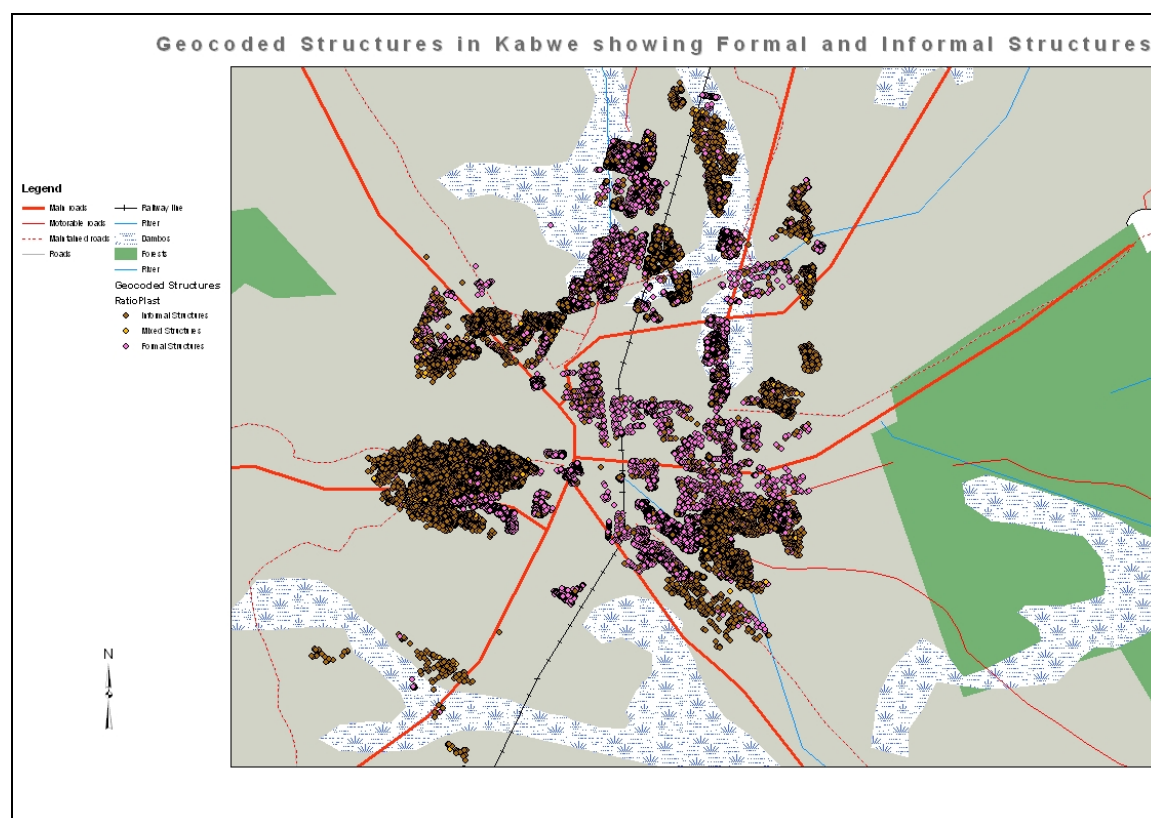 Geocoded Structures in Kabwe showing Formal and Informal Structures
Legend
Main roads
Motorable roads
Maintained roads
Roads
Railway line
River
Dambos
Forests
River
Geocoded Structures
RatioPlast
Informal Structures
Mixed Structures
Formal Structures
N